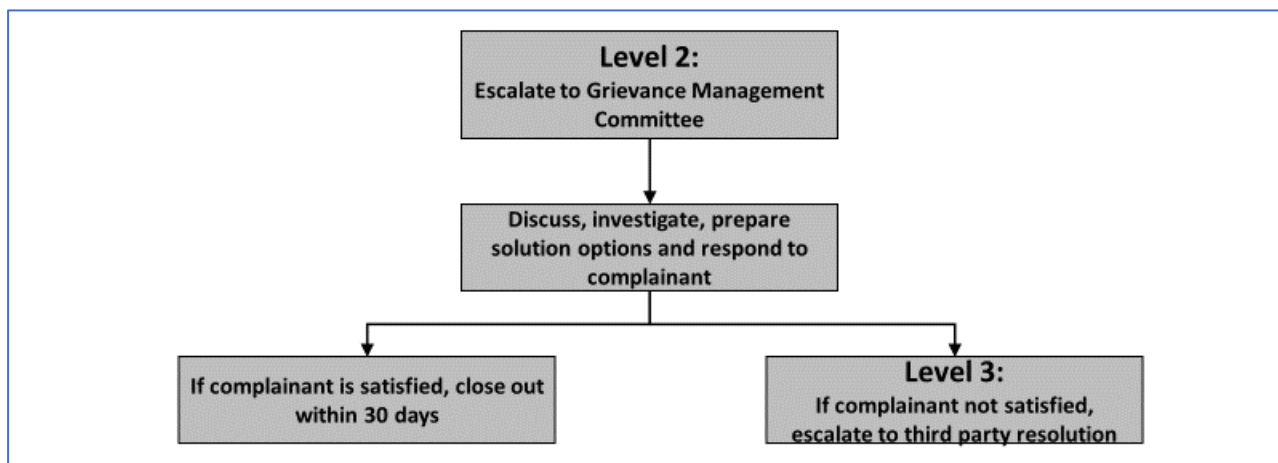 Level 2:
Escalate to Grievance Management
Committee
Discuss, investigate, prepare
solution options and respond to
complainant
If complainant is satisfied, close out
within 30 days
Level 3:
If complainant not satisfied,
escalate to third party resolution